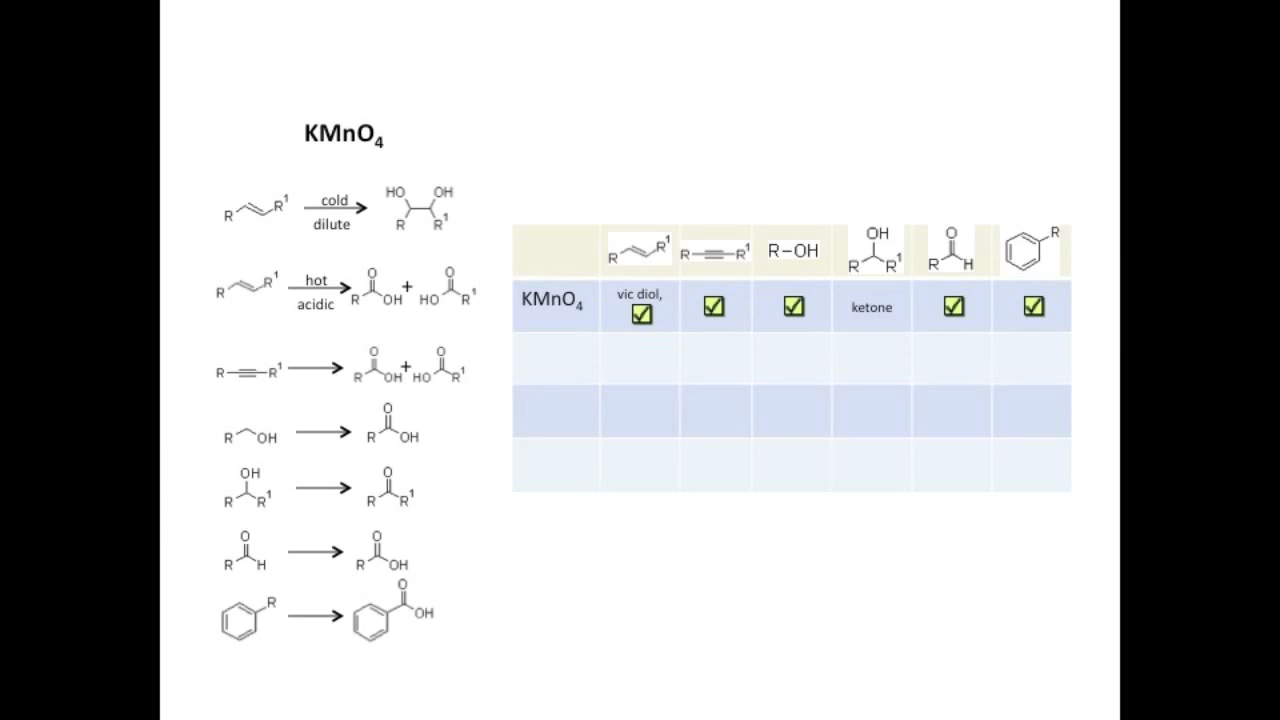 KMnO4
R R1 cold dilute HO OH R R1
R R1 hot acidic R O OH + HO O R1
R R1 R O OH + HO O R1
R OH R O OH
OH R R1 R O R1
R O H R O OH
R O OH
R R1 R R1 R-OH OH R R1 O R H R
KMnO4 vic diol, ketone